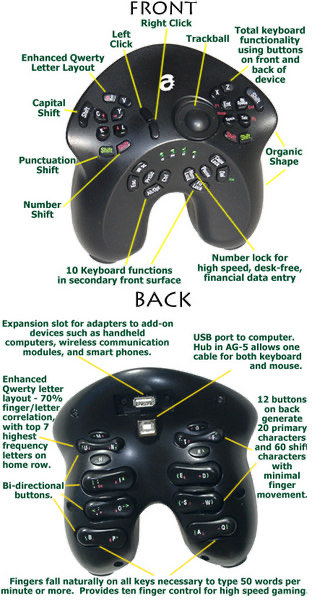 FRONT
Right Click
Left
Click
Trackball
Total keyboard
functionality
using buttons
on front and
back of
device
Enhanced Qwerty
Letter Layout
Capital
Shift
Punctuation
Shift
Number
Shift
Organic
Shape
Number lock for
high speed, desk-free,
financial data entry
10 Keyboard functions
in secondary front surface
BACK
Expansion slot for adapters to add-on
devices such as handheld
computers, wireless communication
modules, and smart phones.
USB port to computer.
Hub in AG-5 allows one
cable for both keyboard
and mouse.
Enhanced
Qwerty letter
layout - 70%
finger/letter
correlation,
with top 7
highest
frequency
letters on
home row.
Bi-directional
buttons.
12 buttons
on back
generate
20 primary
characters
and 60 shift
characters
with
minimal
finger
movement.
Fingers fall naturally on all keys necessary to type 50 words per
minute or more. Provides ten finger control for high speed gaming